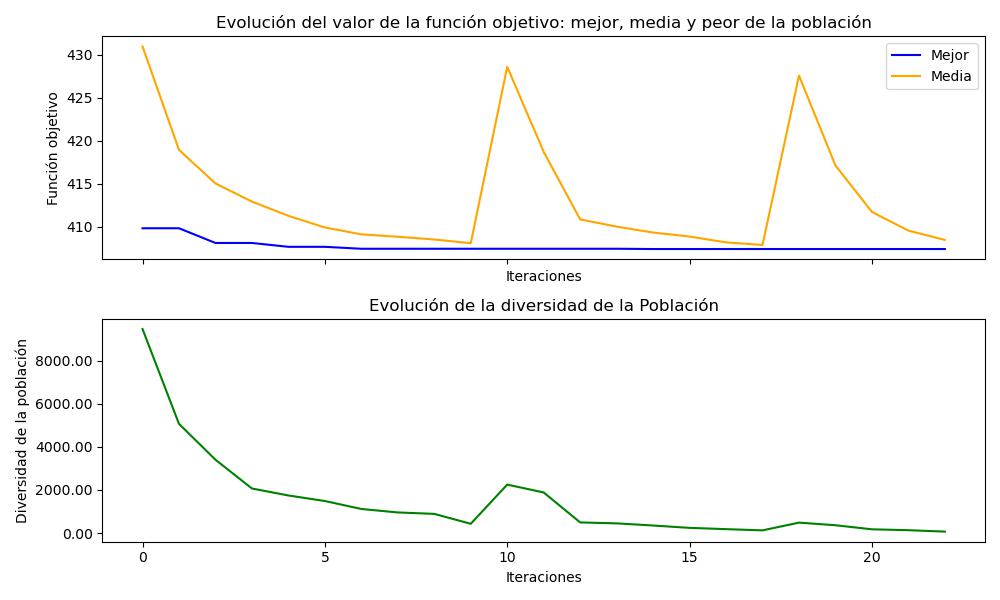 Evolución del valor de la función objetivo: mejor, media y peor de la población
430
425
420
415
410
Función objetivo
Mejor
Media
Iteraciones
Evolución de la diversidad de la Población
8000.00
6000.00
4000.00
2000.00
0.00
Diversidad de la población
0 5 10 15 20
Iteraciones